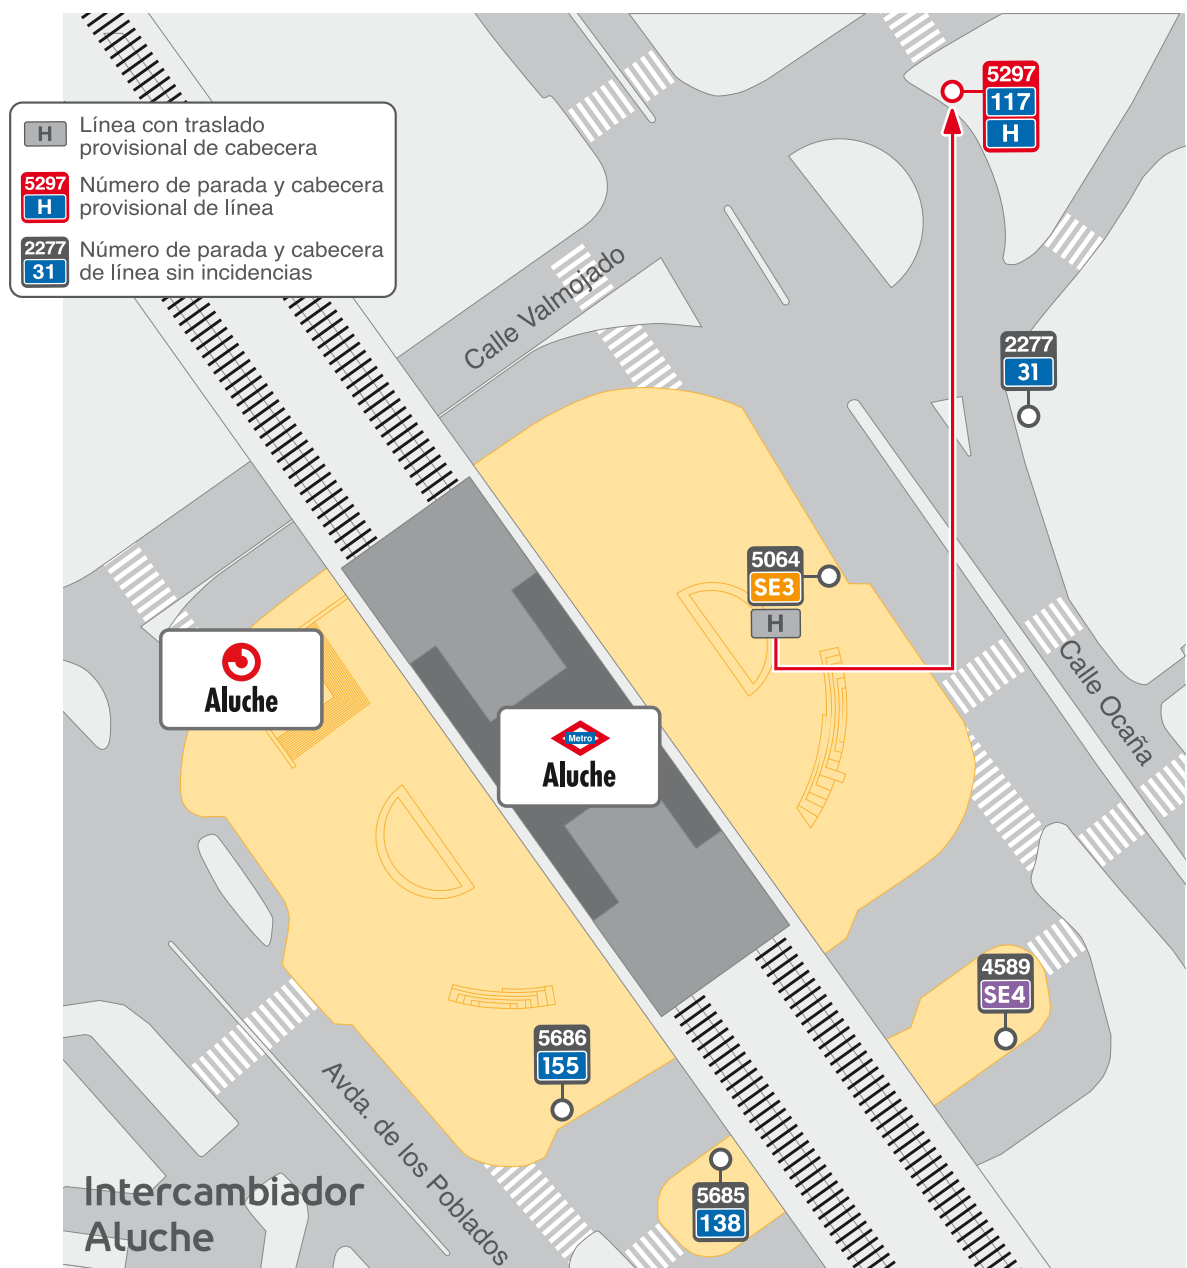 H
Línea con traslado
provisional de cabecera
5297
H
Número de parada y cabecera
provisional de línea
2277
31
Número de parada y cabecera
de línea sin incidencias
5297
117
H
Calle Valmojado
2277
31
5064
SE3
H
Calle Ocaña
Aluche
Metro
Aluche
4589
SE4
5686
155
Avda. de los Poblados
5685
138
Intercambiador
Aluche